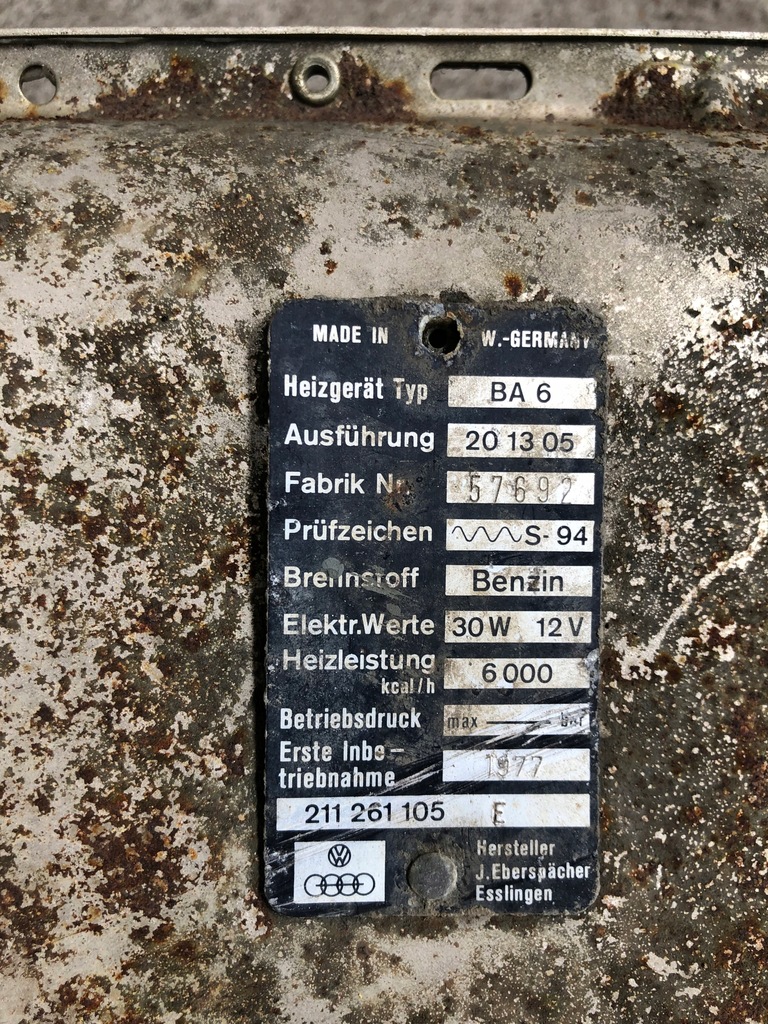 MADE IN W.-GERMANY
Heizgerät Typ BA 6
Ausführung 20 13 05
Fabrik Nr. 57692
Prüfzeichen S- 94
Brennstoff Benzin
Elektr.Werte 30 W 12 V
Heizleistung
kcal/h 6 000
Betriebsdruck max bar
Erste Inbe-
triebnahme 1977
211 261 105 E
VW
Hersteller
J. Eberspächer
Esslingen